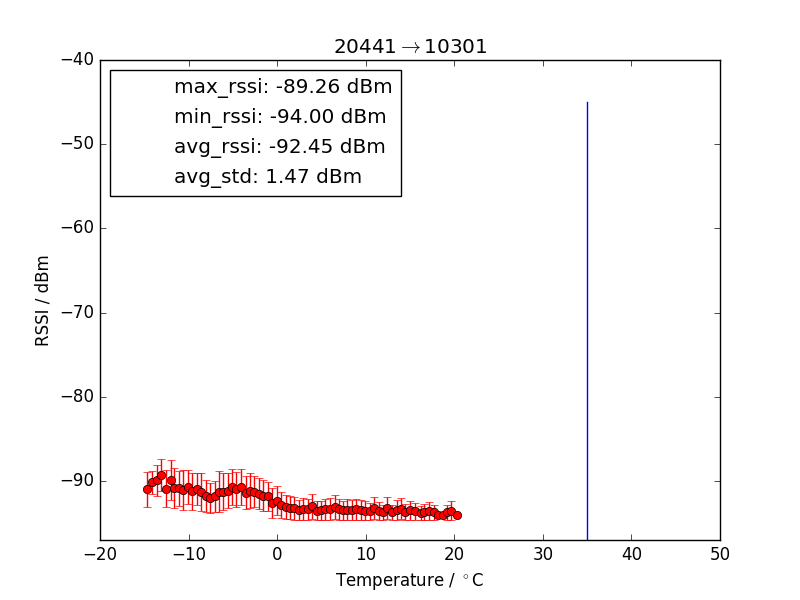 20441→10301
−40
max_rssi: -89.26 dBm
min_rssi: -94.00 dBm
avg_rssi: -92.45 dBm
avg_std: 1.47 dBm
−50
−60
−70
−80
−90
RSSI / dBm
−20 −10 0 10 20 30 40 50
Temperature / °C